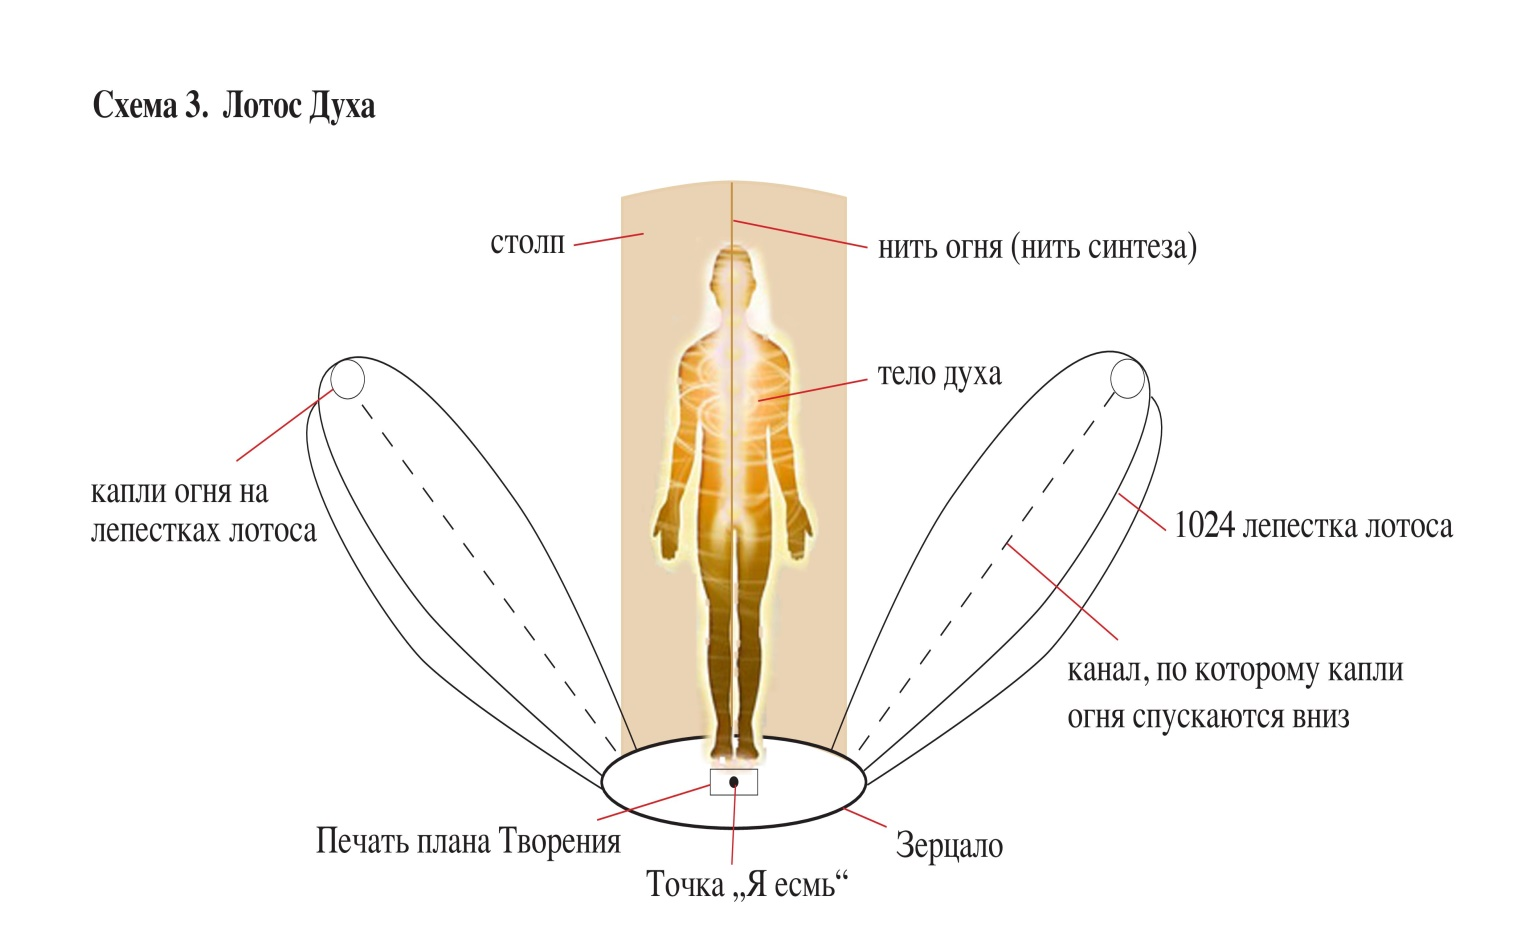 Схема 3. Лотос Духа
столп
нить огня (нить синтеза)
тело духа
капли огня на
лепестках лотоса
1024 лепестка лотоса
канал, по которому капли
огня спускаются вниз
Печать плана Творения
Зерцало
Точка „Я есмь“